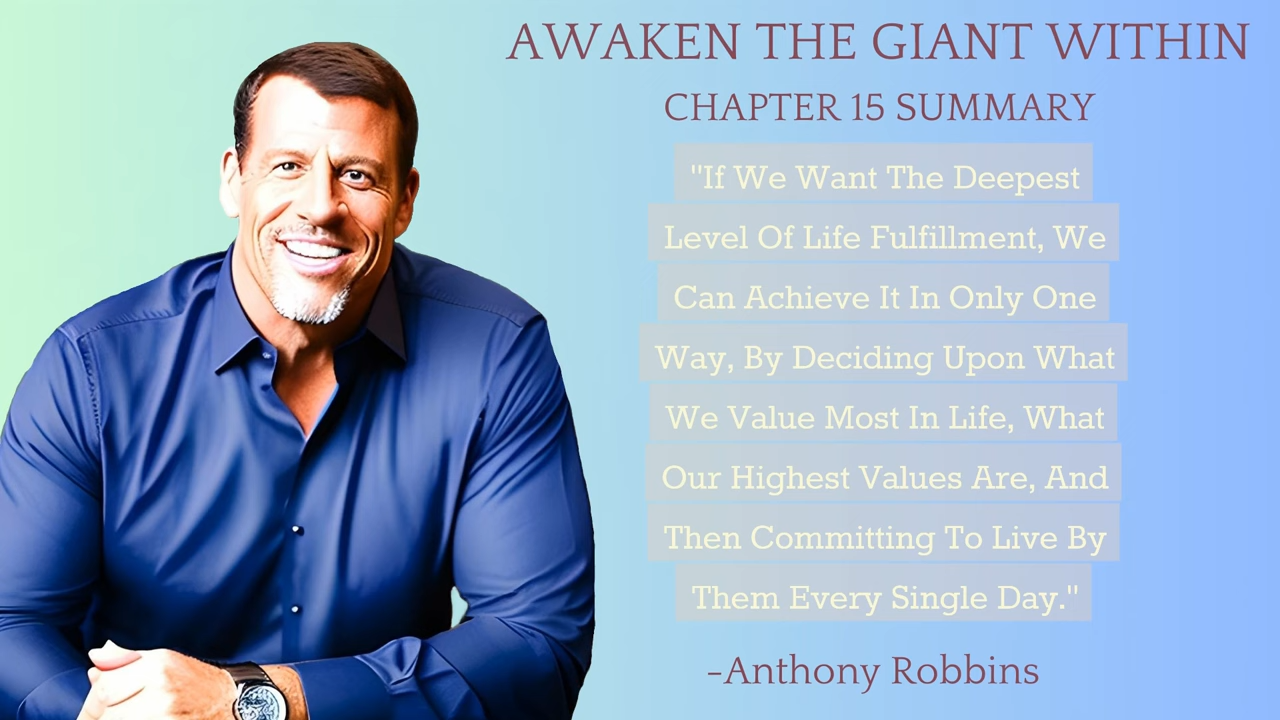 AWAKEN THE GIANT WITHIN
CHAPTER 15 SUMMARY
"If We Want The Deepest
Level Of Life Fulfillment, We
Can Achieve It In Only One
Way, By Deciding Upon What
We Value Most In Life, What
Our Highest Values Are, And
Then Committing To Live By
Them Every Single Day."
-Anthony Robbins